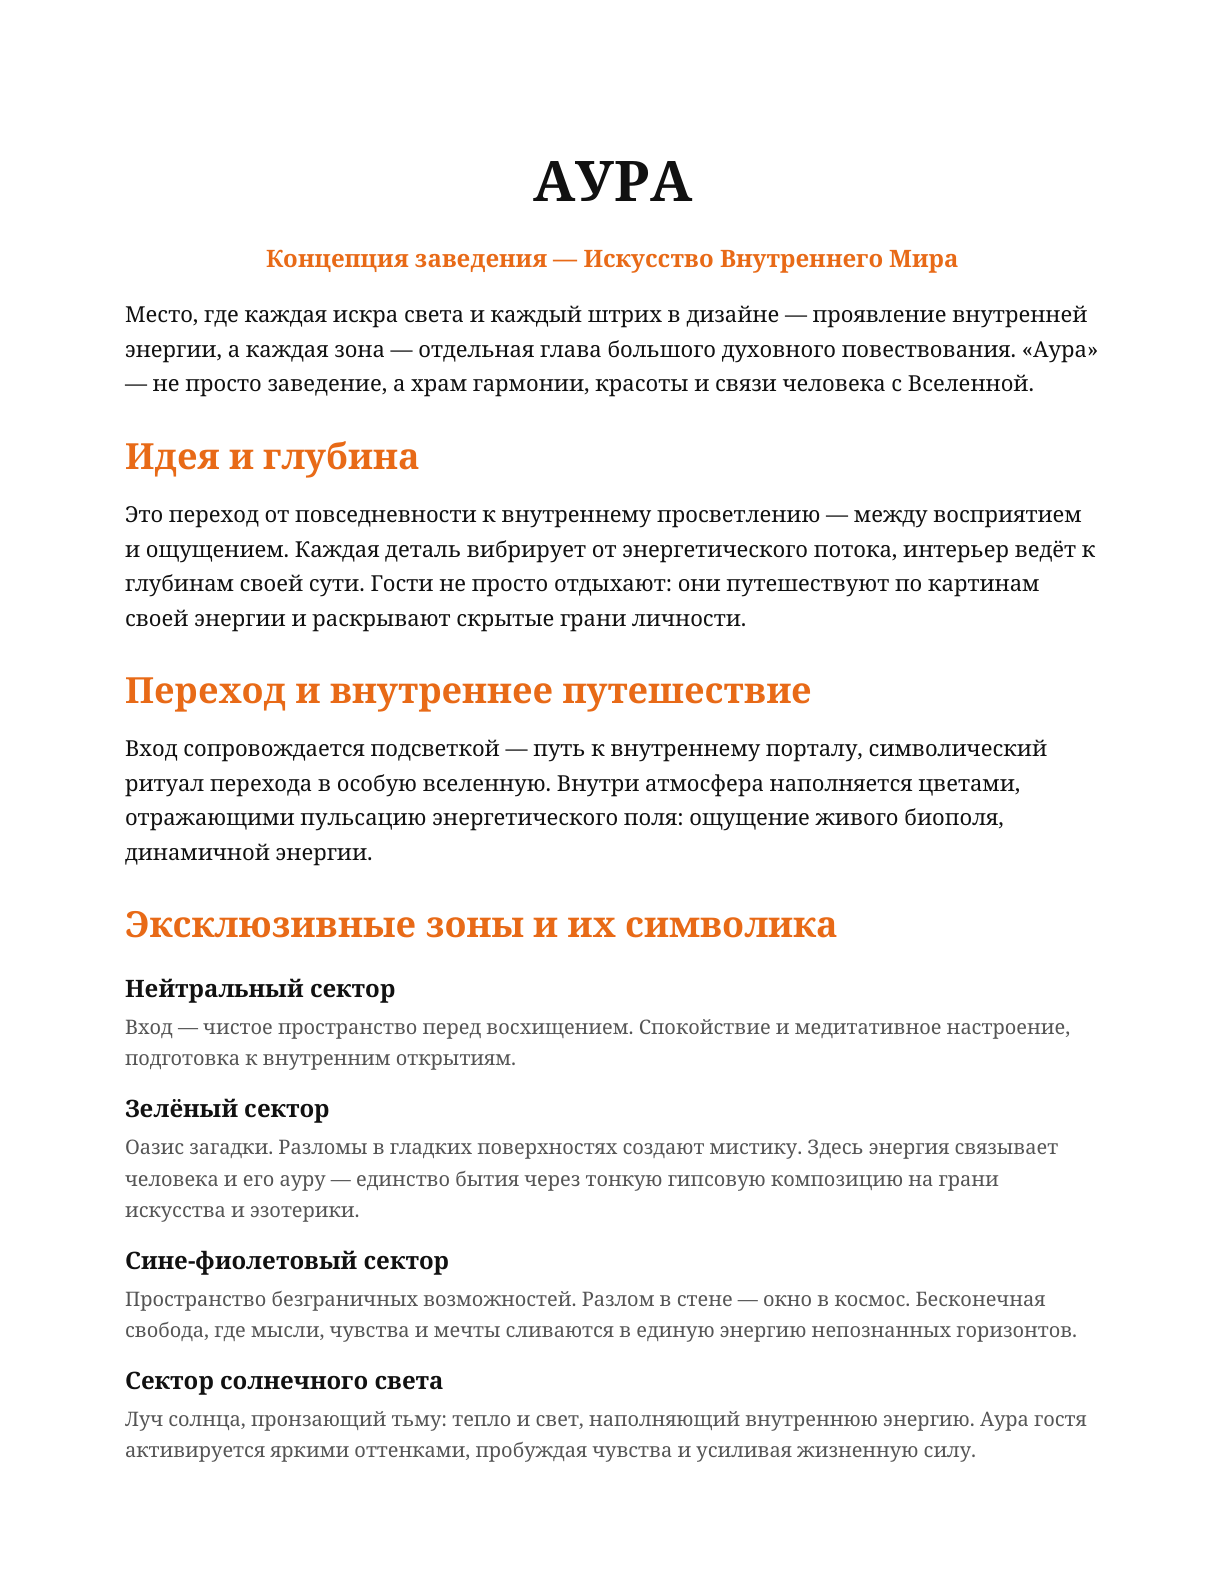 АУРА
Концепция заведения — Искусство Внутреннего Мира
Место, где каждая искра света и каждый штрих в дизайне — проявление внутренней
энергии, а каждая зона — отдельная глава большого духовного повествования. «Аура»
— не просто заведение, а храм гармонии, красоты и связи человека с Вселенной.
Идея и глубина
Это переход от повседневности к внутреннему просветлению — между восприятием
и ощущением. Каждая деталь вибрирует от энергетического потока, интерьер ведёт к
глубинам своей сути. Гости не просто отдыхают: они путешествуют по картинам
своей энергии и раскрывают скрытые грани личности.
Переход и внутреннее путешествие
Вход сопровождается подсветкой — путь к внутреннему порталу, символический
ритуал перехода в особую вселенную. Внутри атмосфера наполняется цветами,
отражающими пульсацию энергетического поля: ощущение живого биополя,
динамичной энергии.
Эксклюзивные зоны и их символика
Нейтральный сектор
Вход — чистое пространство перед восхищением. Спокойствие и медитативное настроение,
подготовка к внутренним открытиям.
Зелёный сектор
Оазис загадки. Разломы в гладких поверхностях создают мистику. Здесь энергия связывает
человека и его ауру — единство бытия через тонкую гипсовую композицию на грани
искусства и эзотерики.
Сине-фиолетовый сектор
Пространство безграничных возможностей. Разлом в стене — окно в космос. Бесконечная
свобода, где мысли, чувства и мечты сливаются в единую энергию непознанных горизонтов.
Сектор солнечного света
Луч солнца, пронзающий тьму: тепло и свет, наполняющий внутреннюю энергию. Аура гостя
активируется яркими оттенками, пробуждая чувства и усиливая жизненную силу.